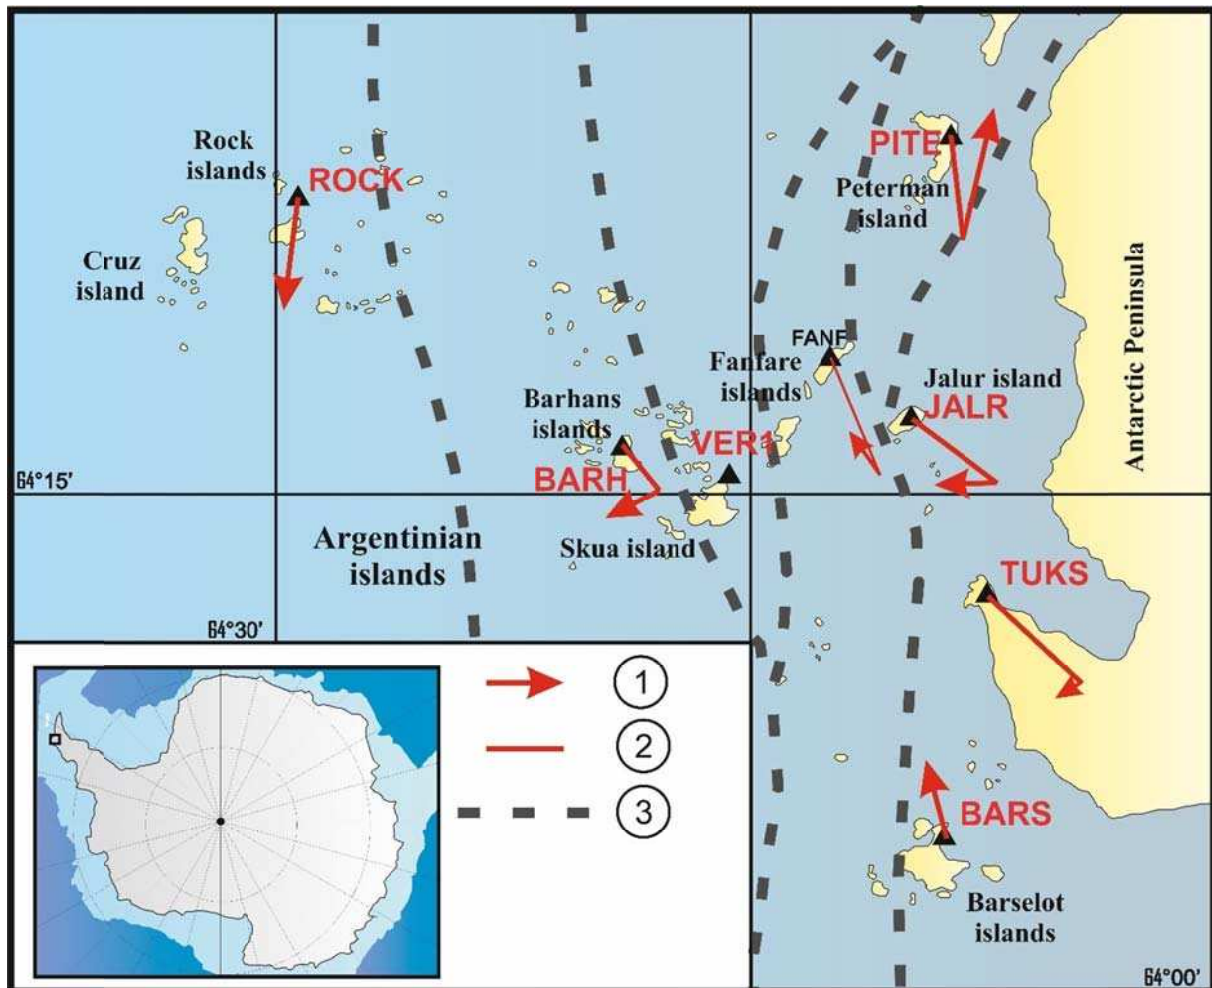 Rock
islands
ROCK
Cruz
island
PITE
Peterman
island
Antarctic Peninsula
FANF
Fanfare
islands
Jalur island
JALR
Barhans
islands
BARH
VER1
64°15'
Argentinian
islands
Skua island
TUKS
64°30'
1
2
3
BARS
Barselot
islands
64°00'